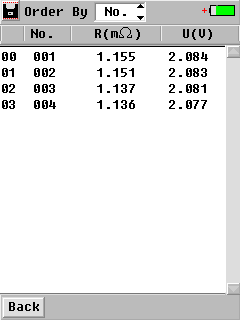 Order By No.
No. R(mΩ) U(V)
00 001 1.155 2.084
01 002 1.151 2.083
02 003 1.137 2.081
03 004 1.136 2.077
Back